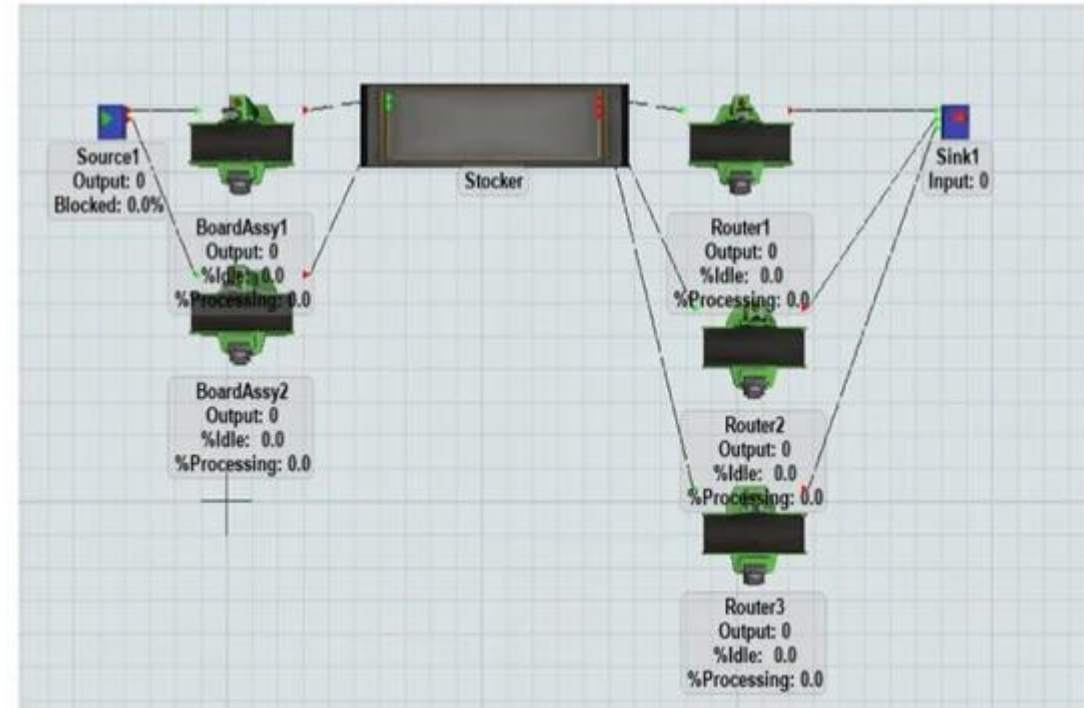 Source1
Output: 0
Blocked: 0.0%
BoardAssy1
Output: 0
%Idle: 0.0
%Processing: 0.0
BoardAssy2
Output: 0
%Idle: 0.0
%Processing: 0.0
Stocker
Router1
Output: 0
%Idle: 0.0
%Processing: 0.0
Router2
Output: 0
%Idle: 0.0
%Processing: 0.0
Router3
Output: 0
%Idle: 0.0
%Processing: 0.0
Sink1
Input: 0